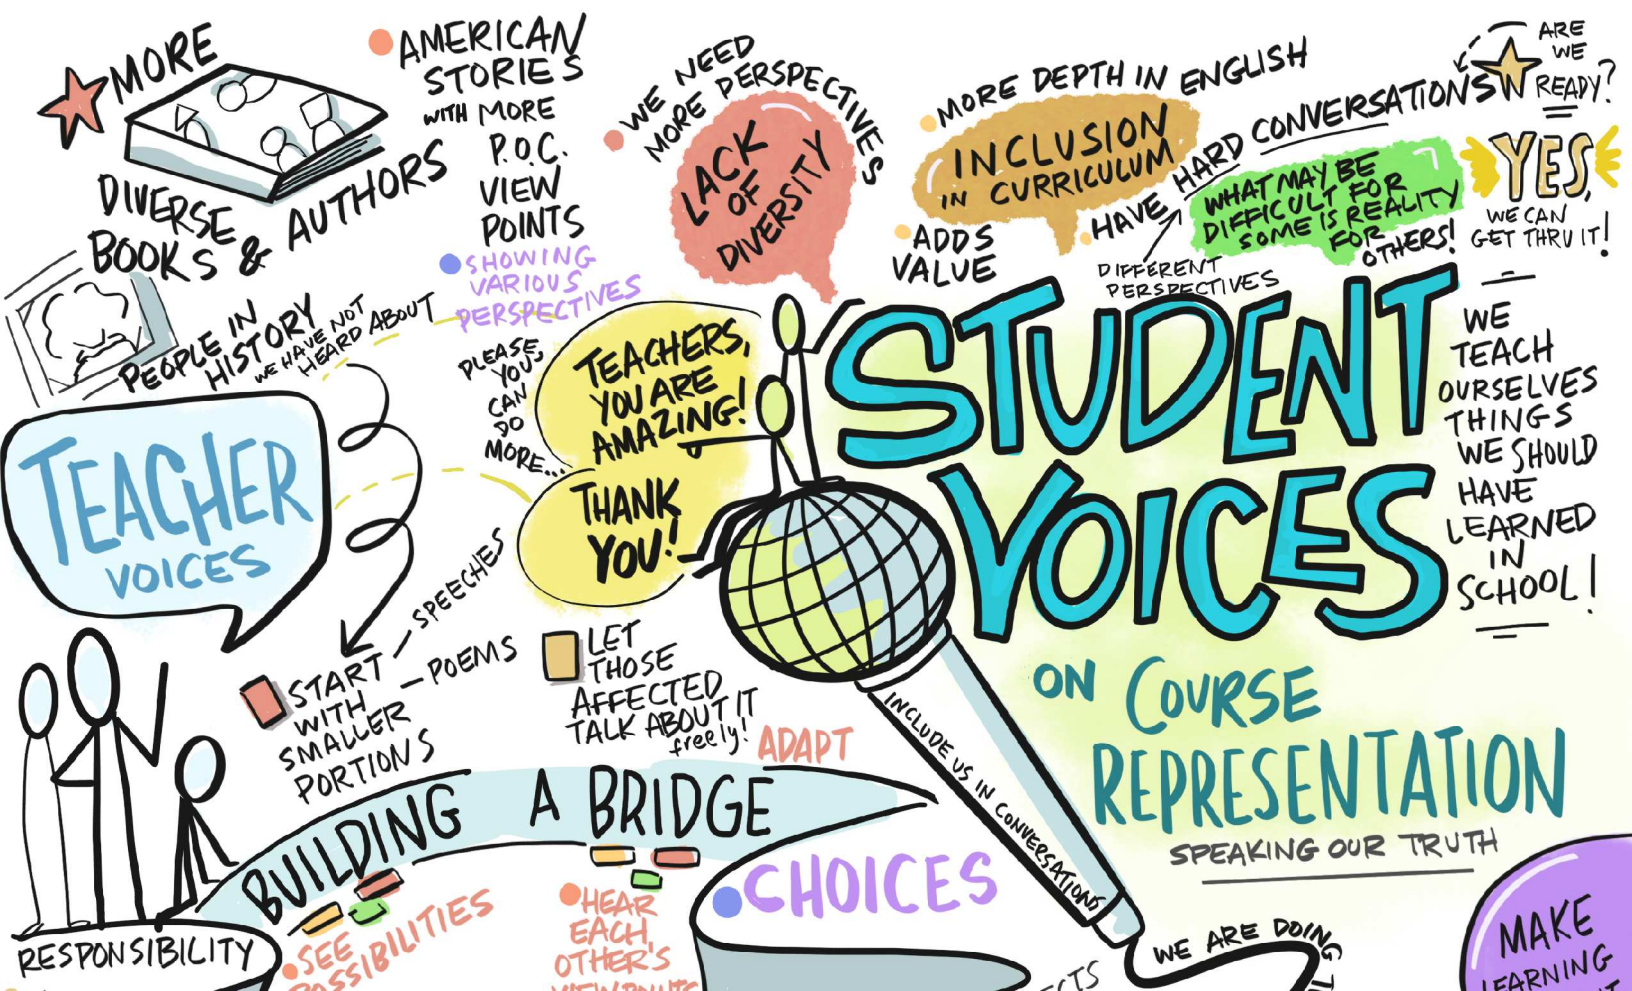 MORE
DIVERSE
BOOKS & AUTHORS
AMERICAN
STORIES
WITH MORE
P.O.C.
VIEW
POINTS
SHOWING
VARIOUS
PERSPECTIVES
PEOPLE IN
HISTORY
WE HAVE NOT
HEARD ABOUT
WE NEED
MORE PERSPECTIVES
LACK
OF
DIVERSITY
MORE DEPTH IN ENGLISH
INCLUSION
IN CURRICULUM
ADDS
VALUE
HAVE HARD CONVERSATIONS
DIFFERENT
PERSPECTIVES
WHAT MAY BE
DIFFICULT FOR
SOME IS REALITY
FOR
OTHERS!
ARE
WE
READY?
YES,
WE CAN
GET THRU IT!
TEACHER
VOICES
PLEASE,
YOU
CAN
DO
MORE...
TEACHERS,
YOU ARE
AMAZING!
THANK
YOU!
STUDENT
VOICES
ON COURSE
REPRESENTATION
SPEAKING OUR TRUTH
WE
TEACH
OURSELVES
THINGS
WE SHOULD
HAVE
LEARNED
IN
SCHOOL!
START
WITH
SMALLER
PORTIONS
- SPEECHES
- POEMS
LET
THOSE
AFFECTED
TALK ABOUT IT
freely!
ADAPT
INCLUDE US IN CONVERSATIONS
BUILDING A BRIDGE
RESPONSIBILITY
SEE
POSSIBILITIES
HEAR
EACH
OTHER'S
VIEWPOINTS
CHOICES
WE ARE DOING
MAKE
LEARNING